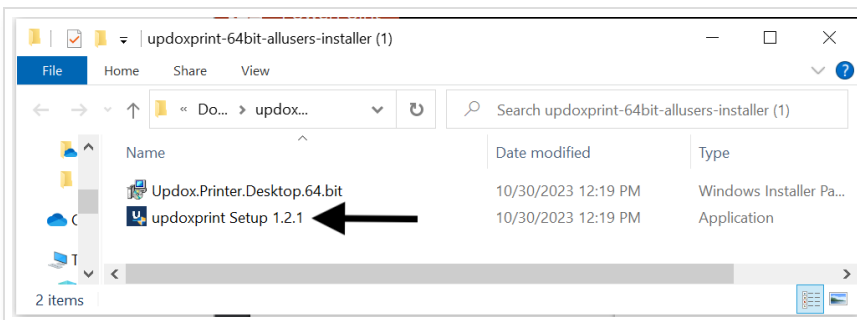 updoxprint-64bit-allusers-installer (1)
File Home Share View
« Do... > updox... Search updoxprint-64bit-allusers-installer (1)
Name Date modified Type
Updox.Printer.Desktop.64.bit 10/30/2023 12:19 PM Windows Installer Pa...
updoxprint Setup 1.2.1 10/30/2023 12:19 PM Application
2 items